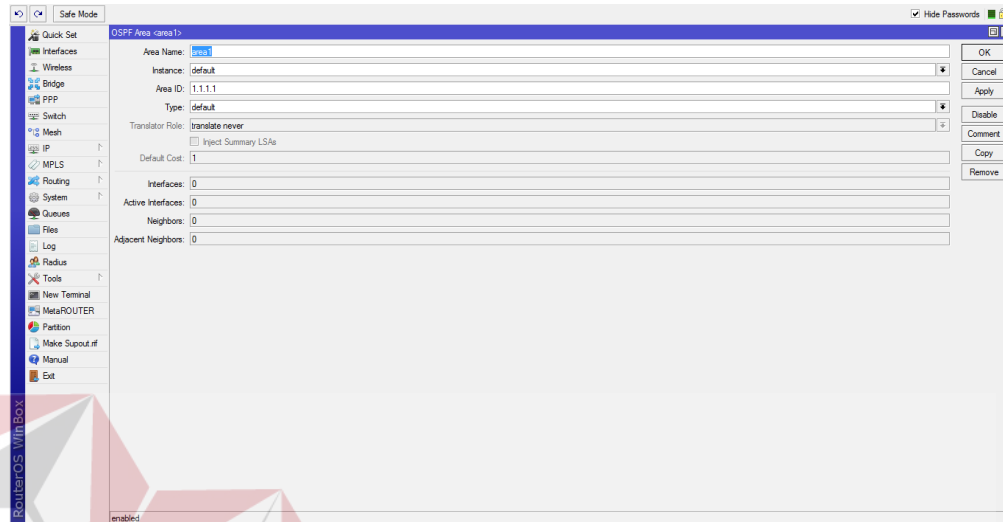 Safe Mode
Hide Passwords
Quick Set
Interfaces
Wireless
Bridge
PPP
Switch
Mesh
IP
MPLS
Routing
System
Queues
Files
Log
Radius
Tools
New Terminal
MetaROUTER
Partition
Make Supout.rif
Manual
Exit
RouterOS WinBox
OSPF Area <area1>
Area Name: area1
Instance: default
Area ID: 1.1.1.1
Type: default
Translator Role: translate never
Inject Summary LSAs
Default Cost: 1
Interfaces: 0
Active Interfaces: 0
Neighbors: 0
Adjacent Neighbors: 0
OK
Cancel
Apply
Disable
Comment
Copy
Remove
enabled